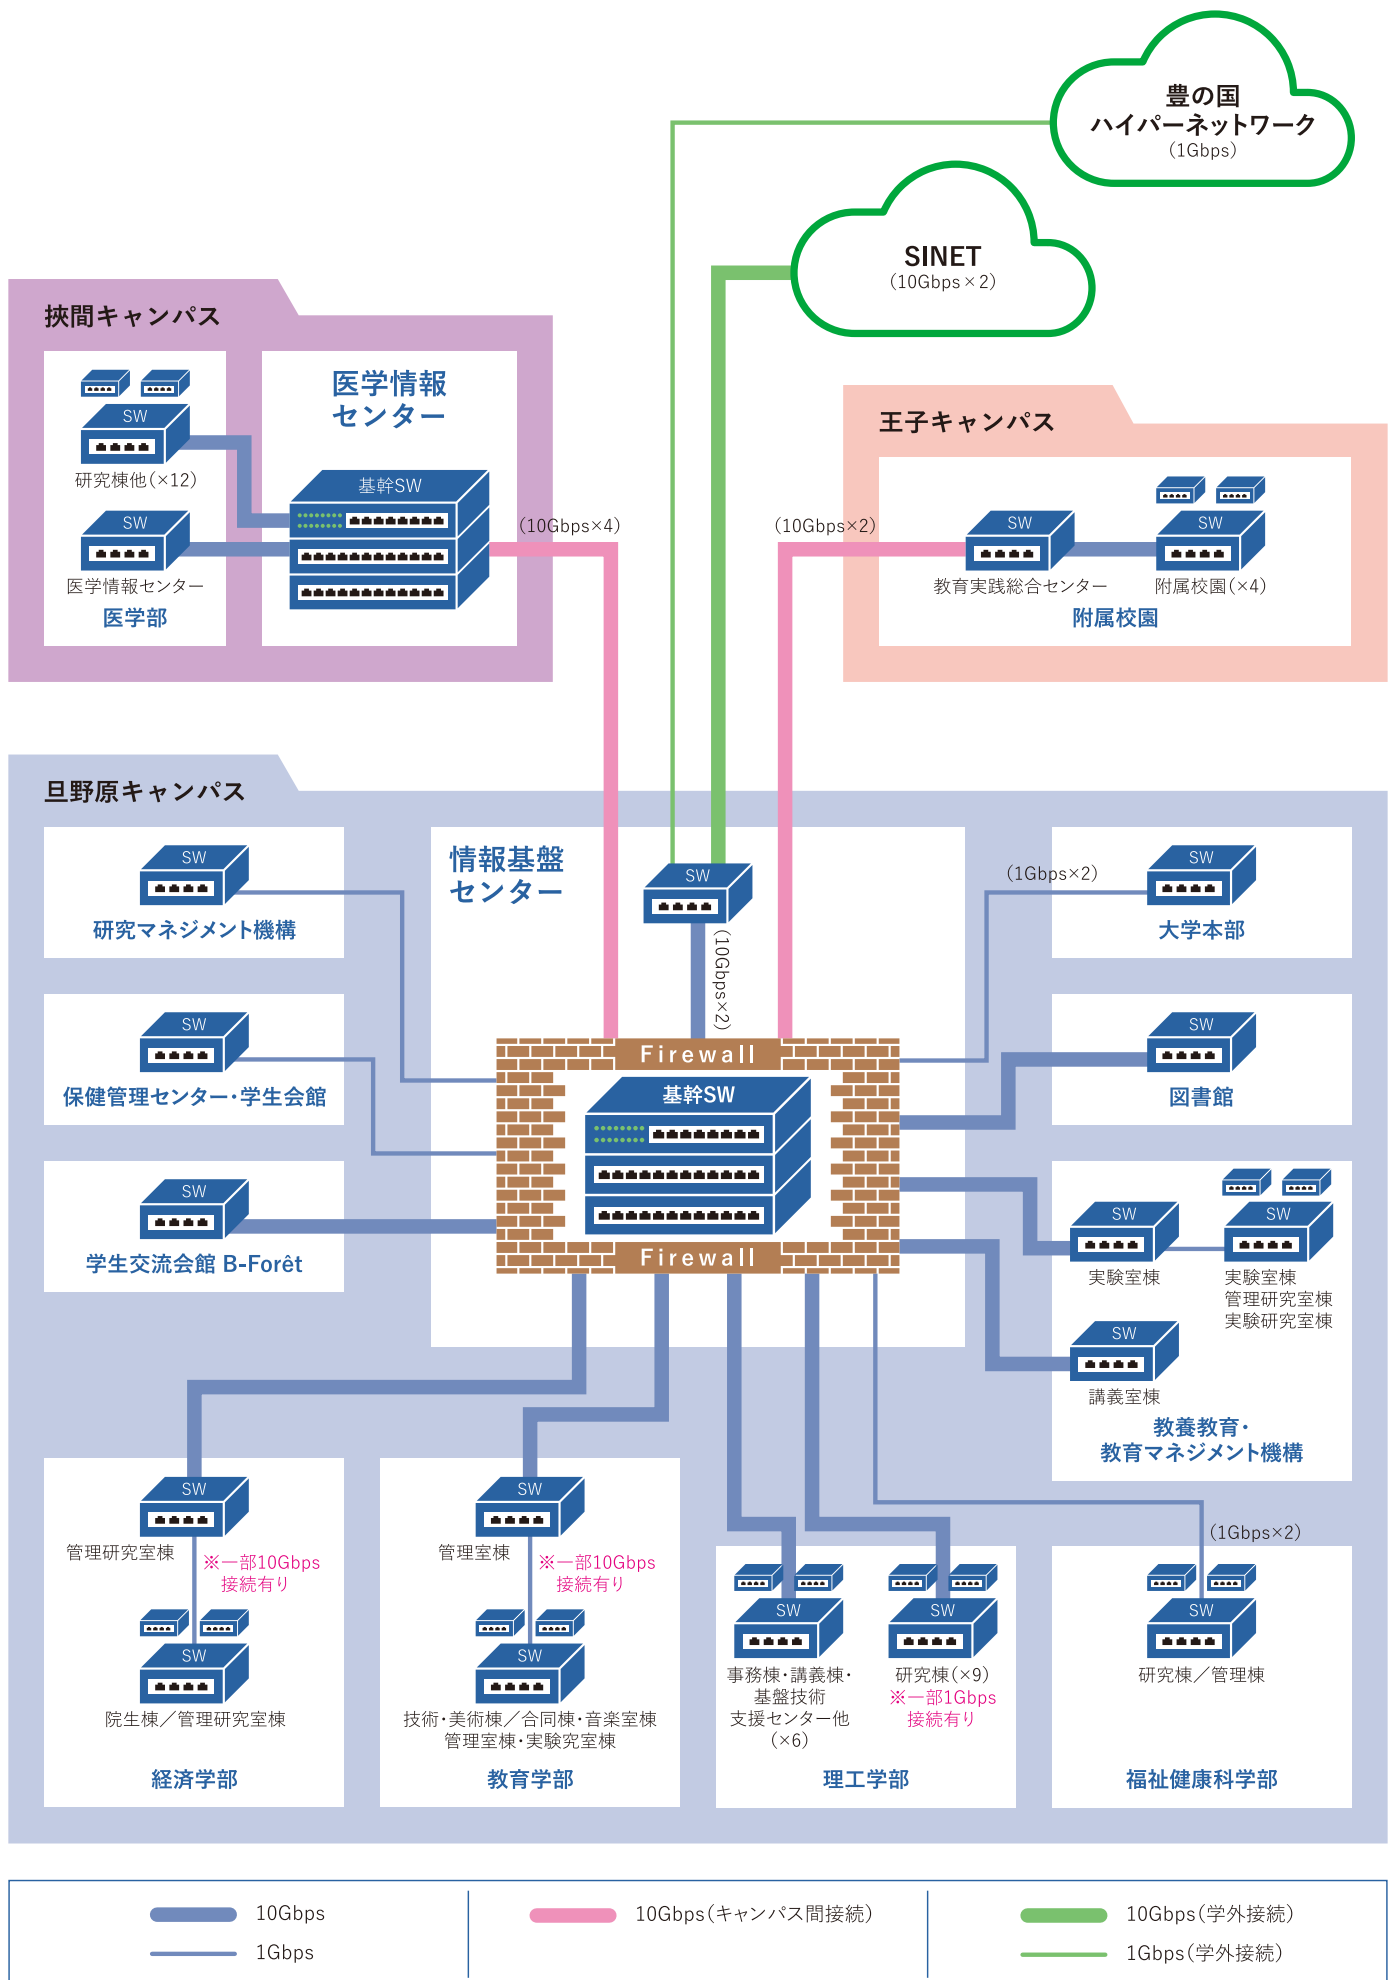 豊の国
ハイパーネットワーク
(1Gbps)
SINET
(10Gbps×2)
挾間キャンパス
医学情報
センター
SW
研究棟他(×12)
SW
医学情報センター
医学部
基幹SW
(10Gbps×4)
王子キャンパス
(10Gbps×2)
SW
教育実践総合センター
SW
附属校園(×4)
附属校園
旦野原キャンパス
SW
研究マネジメント機構
SW
保健管理センター・学生会館
SW
学生交流会館 B-Forêt
情報基盤
センター
SW
(10Gbps×2)
Firewall
基幹SW
Firewall
(1Gbps×2)
SW
大学本部
SW
図書館
SW
実験室棟
SW
実験室棟
管理研究室棟
実験研究室棟
SW
講義室棟
教養教育・
教育マネジメント機構
SW
管理研究室棟
※一部10Gbps
接続有り
SW
院生棟／管理研究室棟
経済学部
SW
管理室棟
※一部10Gbps
接続有り
SW
技術・美術棟／合同棟・音楽室棟
管理室棟・実験究室棟
教育学部
SW
事務棟・講義棟・
基盤技術
支援センター他
(×6)
SW
研究棟(×9)
※一部1Gbps
接続有り
理工学部
(1Gbps×2)
SW
研究棟／管理棟
福祉健康科学部
10Gbps
1Gbps
10Gbps(キャンパス間接続)
10Gbps(学外接続)
1Gbps(学外接続)